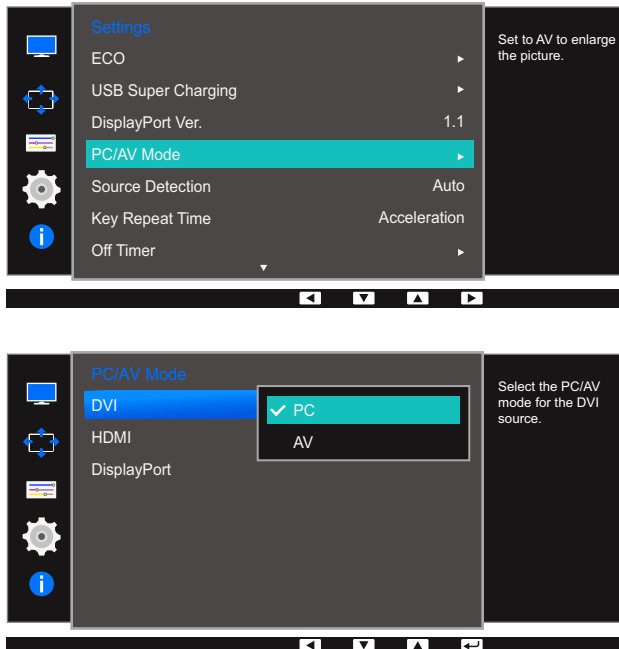 Settings
Set to AV to enlarge
the picture.
ECO
USB Super Charging
DisplayPort Ver. 1.1
PC/AV Mode
Source Detection Auto
Key Repeat Time Acceleration
Off Timer
PC/AV Mode
Select the PC/AV
mode for the DVI
source.
DVI
PC
HDMI
AV
DisplayPort